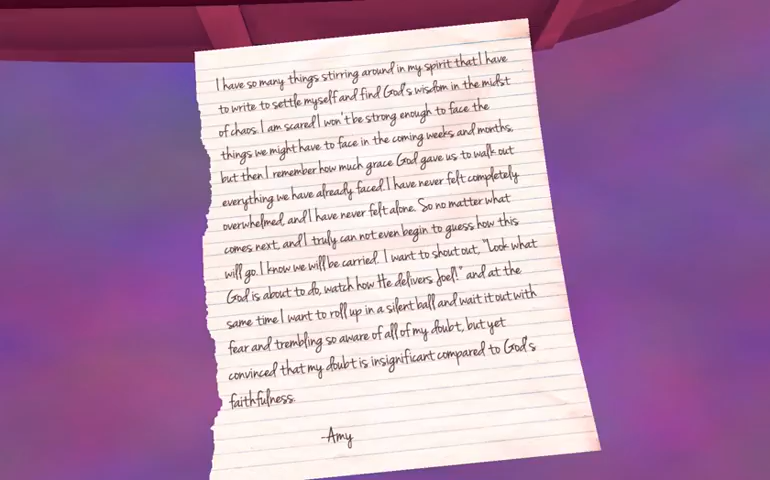 I have so many things stirring around in my spirit that I have
to write to settle myself and find God's wisdom in the midst
of chaos. I am scared I won't be strong enough to face the
things we might have to face in the coming weeks and months,
but then I remember how much grace God gave us to walk out
everything we have already faced. I have never felt completely
overwhelmed, and I have never felt alone. So no matter what
comes next, and I truly can not even begin to guess how this
will go. I know we will be carried. I want to shout out, "Look what
God is about to do, watch how He delivers Joel!" and at the
same time I want to roll up in a silent ball and wait it out with
fear and trembling so aware of all of my doubt, but yet
convinced that my doubt is insignificant compared to God's
faithfulness.
-Amy